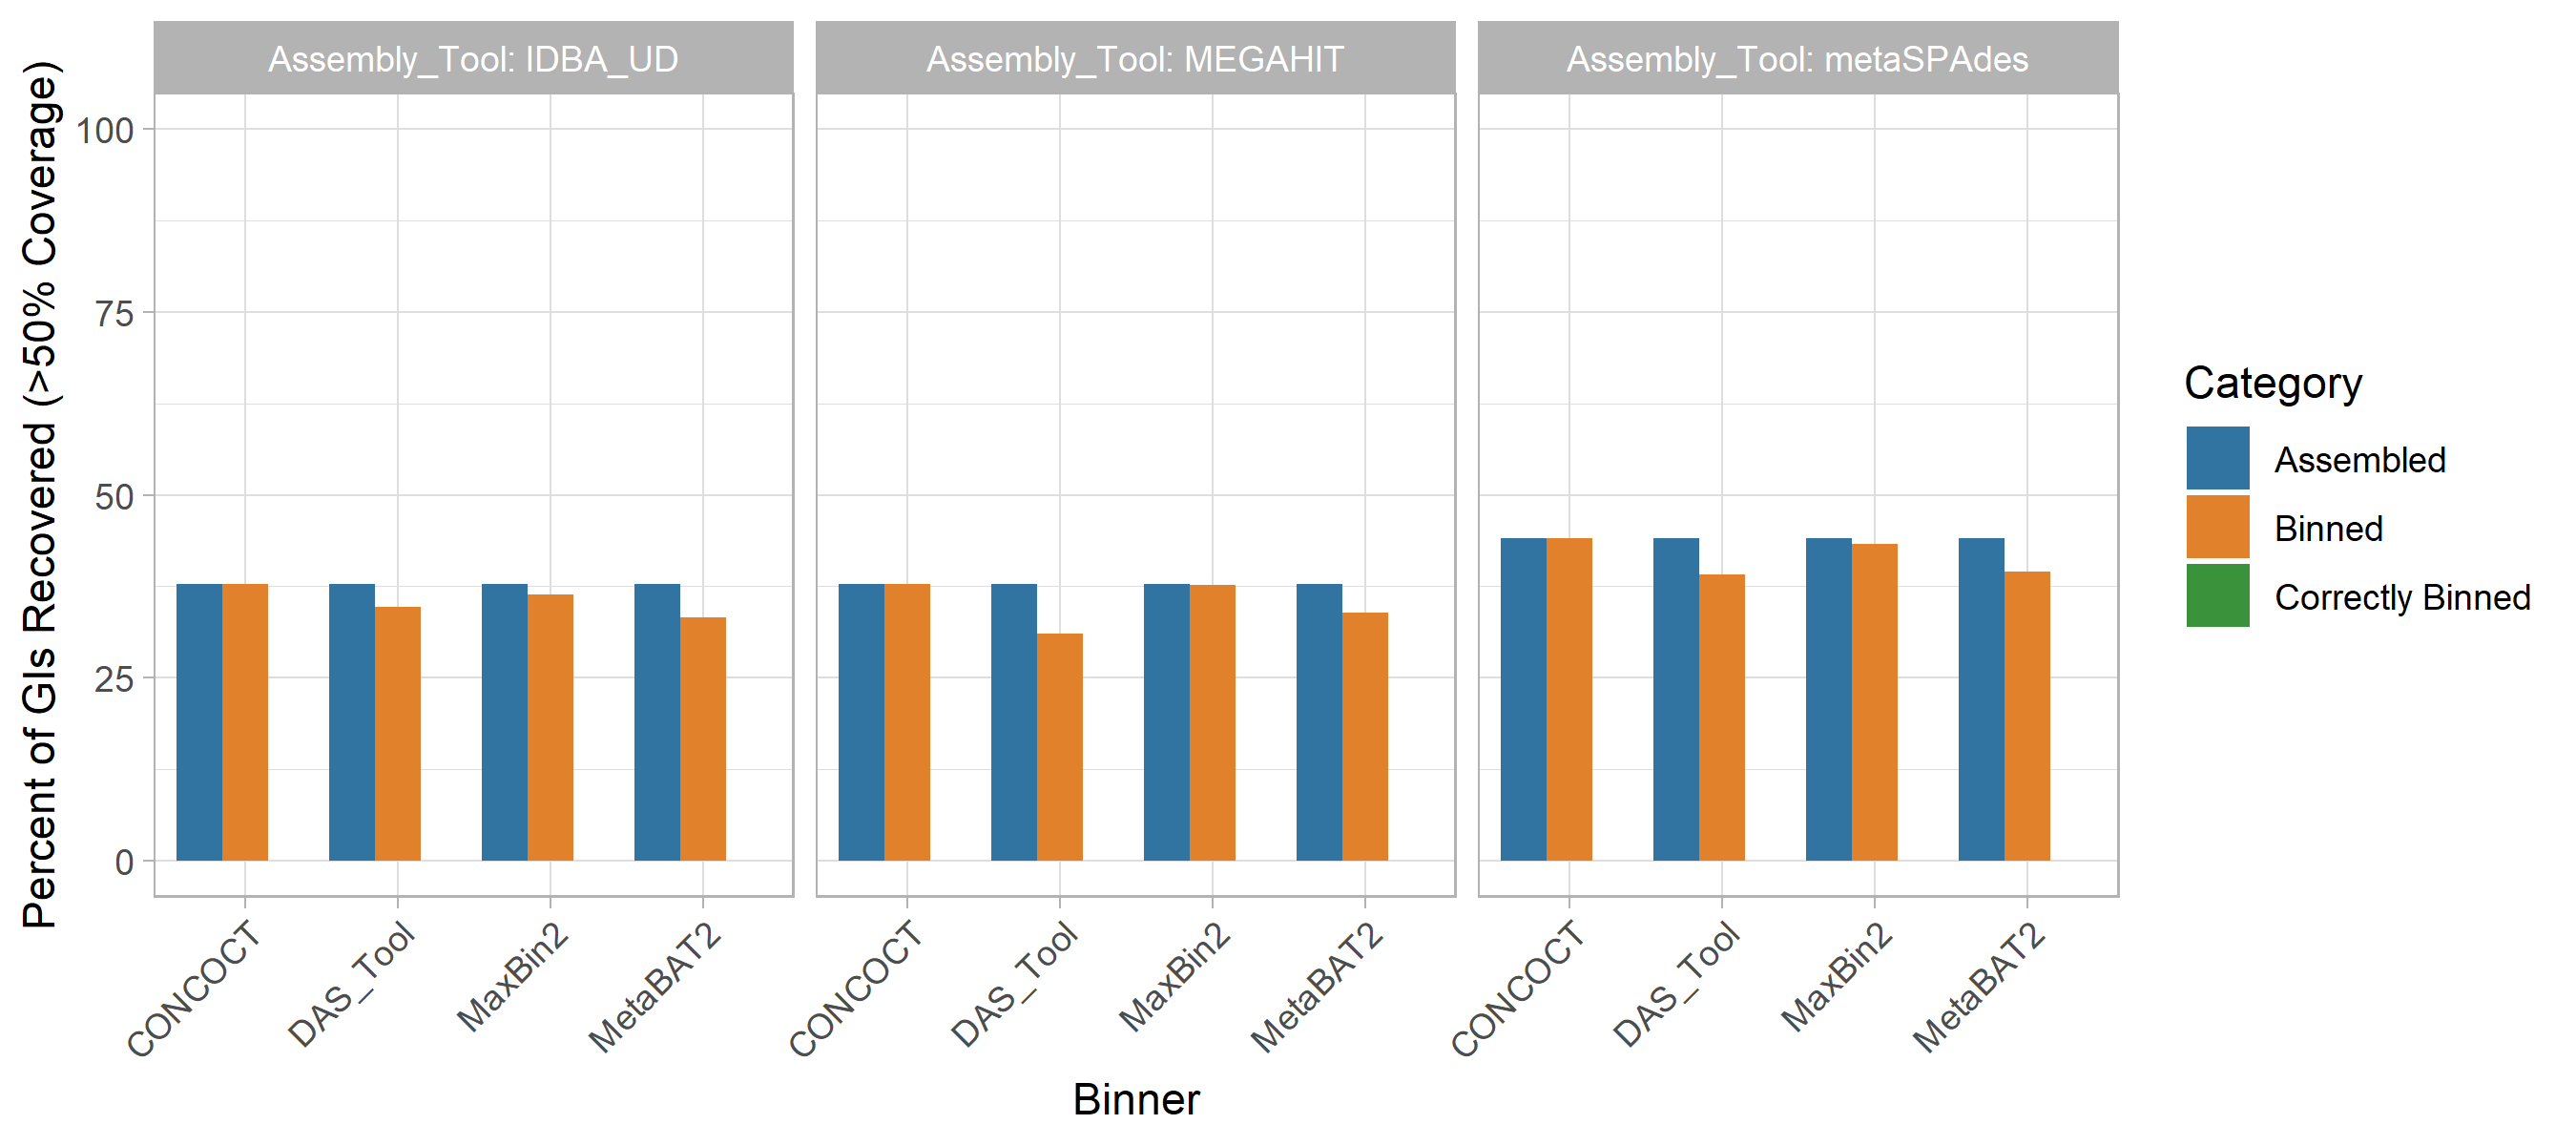 Assembly_Tool: IDBA_UD
Assembly_Tool: MEGAHIT
Assembly_Tool: metaSPAdes
Percent of GIs Recovered (>50% Coverage)
100
75
50
25
0
CONCOCT
DAS_Tool
MaxBin2
MetaBAT2
CONCOCT
DAS_Tool
MaxBin2
MetaBAT2
CONCOCT
DAS_Tool
MaxBin2
MetaBAT2
Binner
Category
Assembled
Binned
Correctly Binned